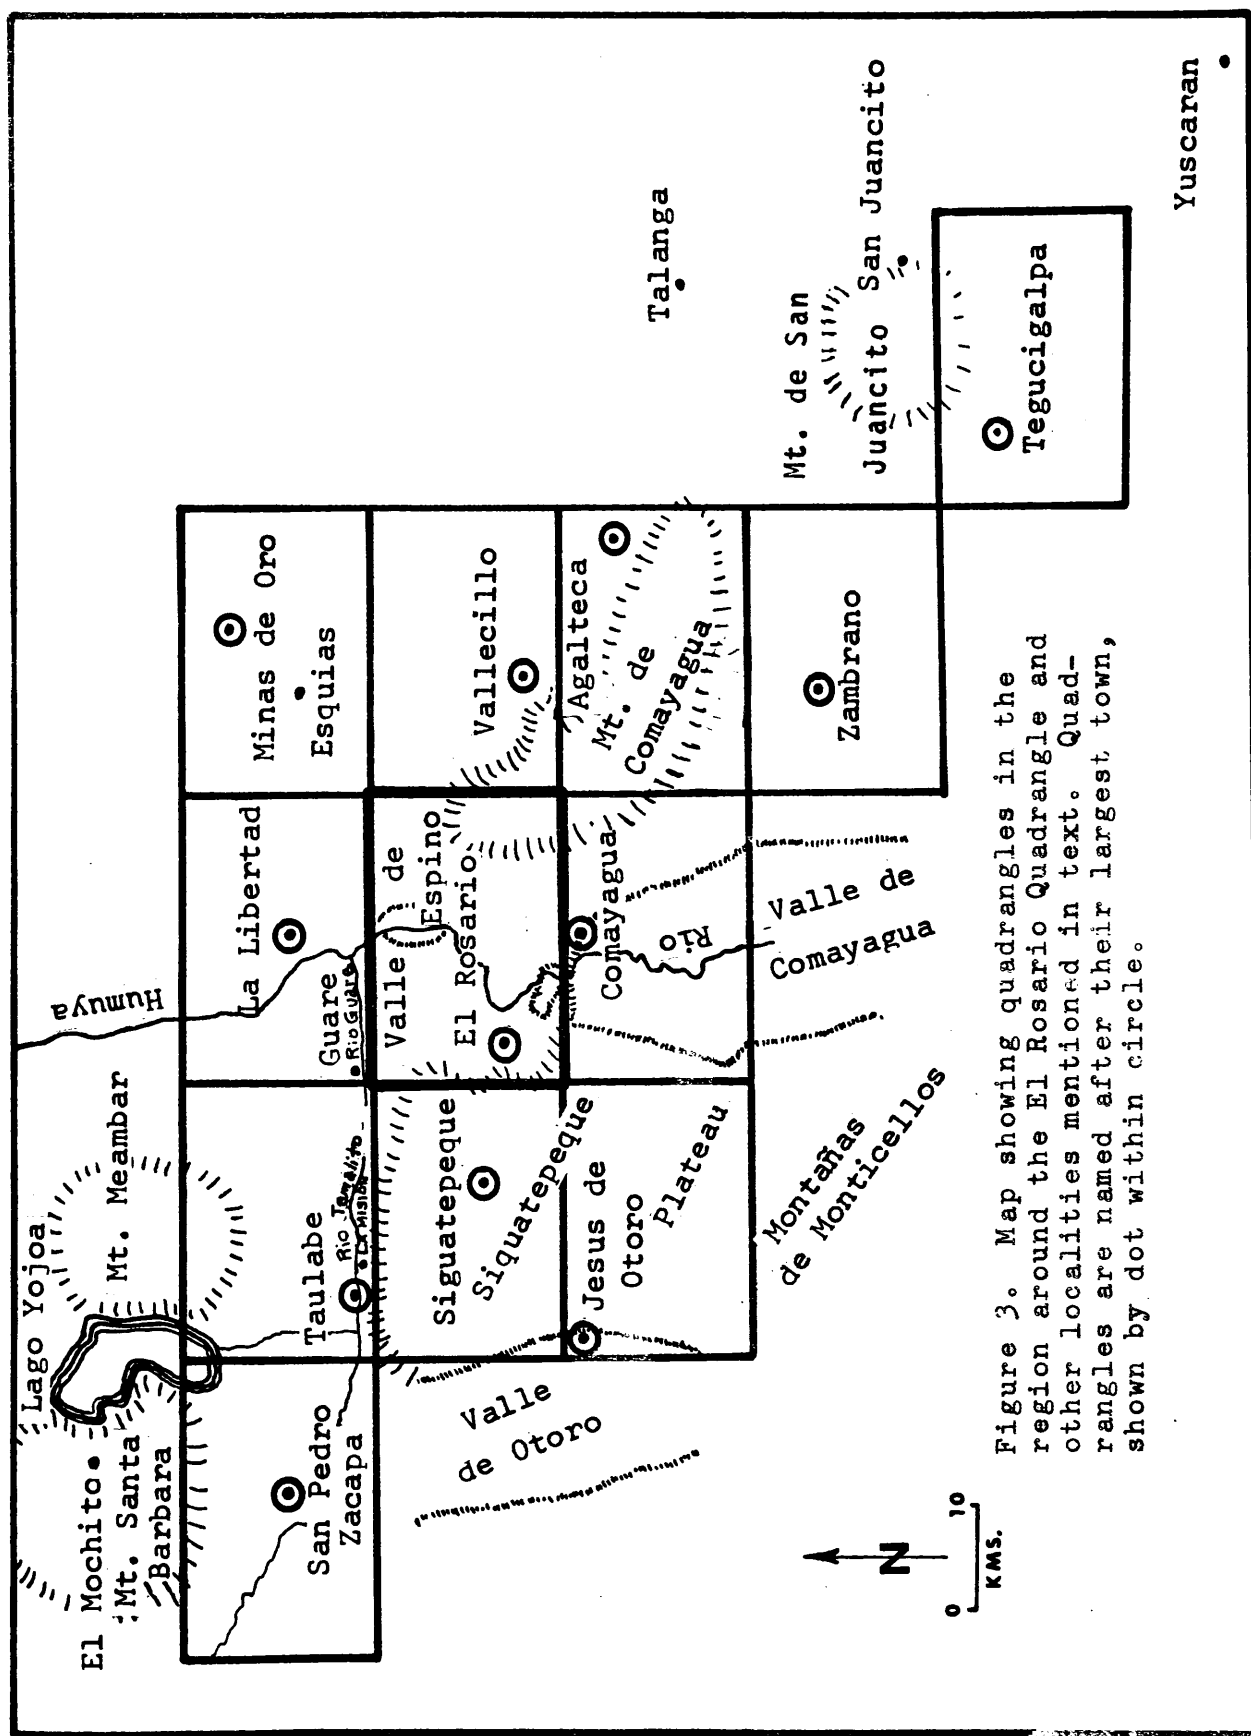 Lago Yojoa
El Mochito
Mt. Santa
Barbara
Mt. Meambar
Humuya
San Pedro
Zacapa
Taulabe
Rio Tamalito
La Mision
Guare
Rio Guare
La Libertad
Minas de Oro
Esquias
Siguatepeque
Siquatepeque
Plateau
Valle de
Espino
El Rosario
Vallecillo
Valle
de Otoro
Jesus de
Otoro
Comayagua
Rio
Agalteca
Mt. de
Comayagua
Talanga
Montañas
de Monticellos
Valle de
Comayagua
Zambrano
Mt. de San
Juancito
San Juancito
Tegucigalpa
Yuscaran
N
0 10
KMS.
Figure 3. Map showing quadrangles in the
region around the El Rosario Quadrangle and
other localities mentioned in text. Quad-
rangles are named after their largest town,
shown by dot within circle.